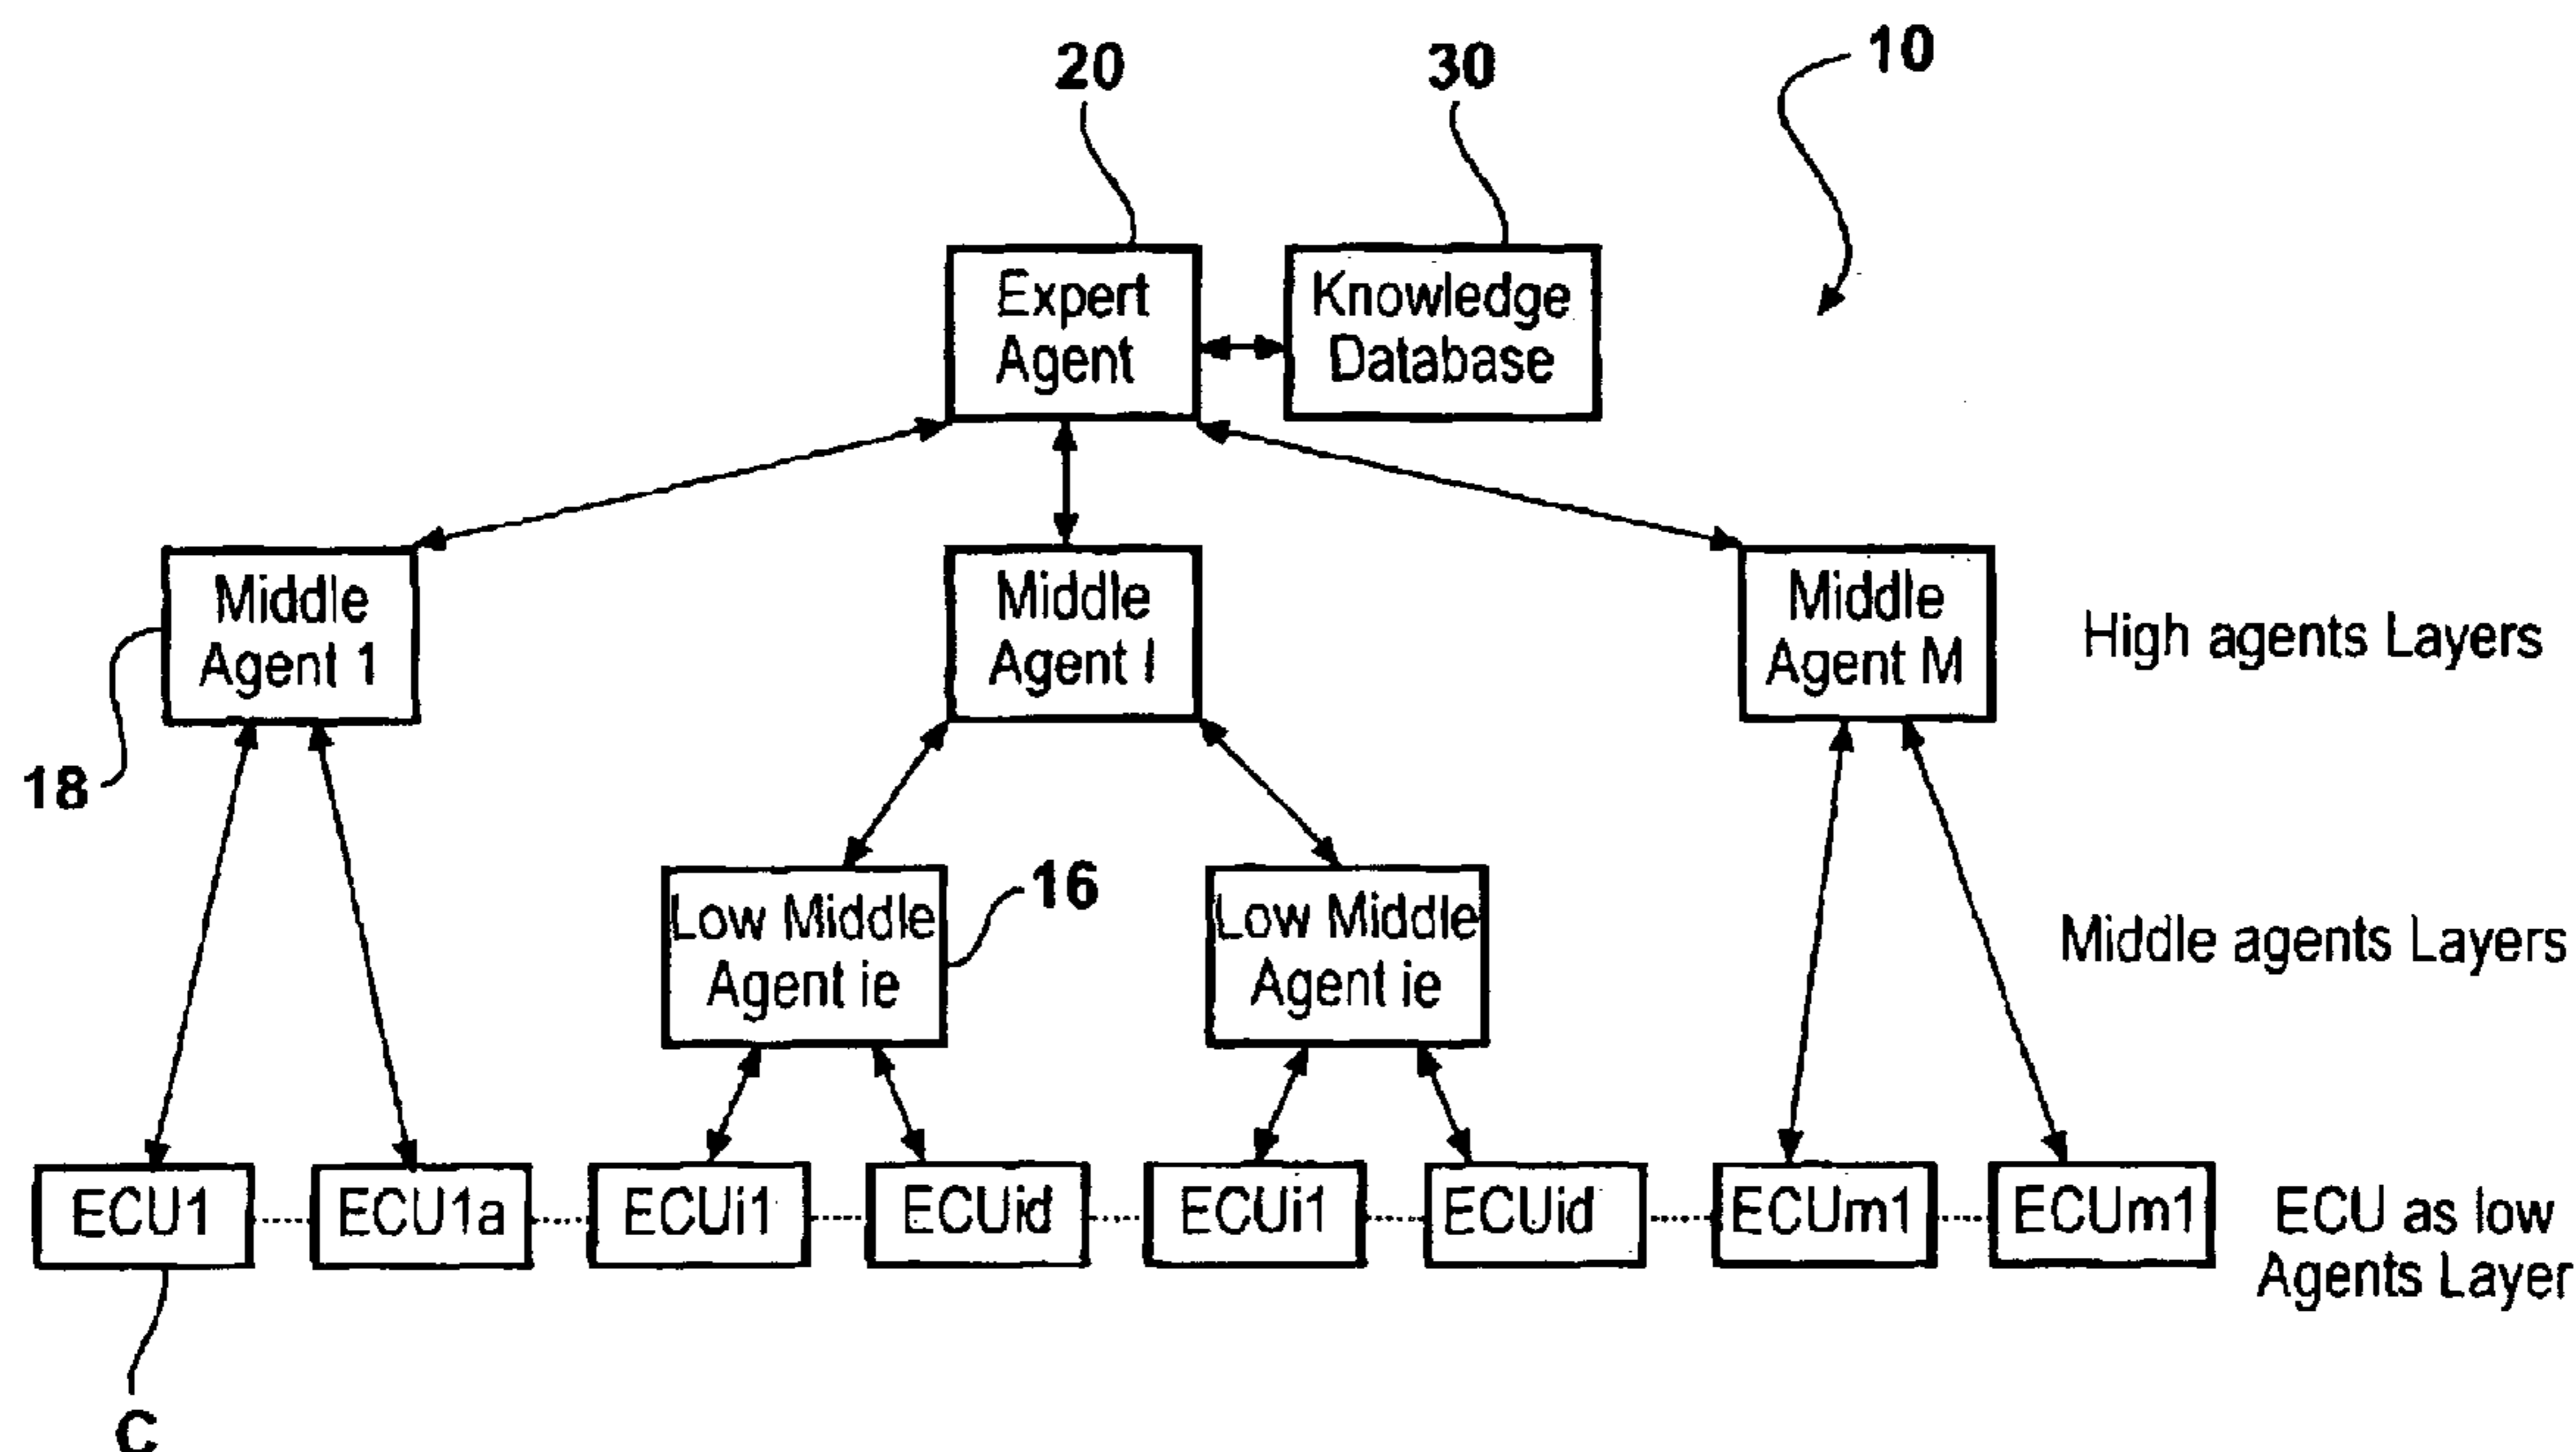 20
30
10
Expert
Agent
Knowledge
Database
Middle
Agent 1
Middle
Agent I
Middle
Agent M
High agents Layers
18
Low Middle
Agent ie
16
Low Middle
Agent ie
Middle agents Layers
ECU1
ECU1a
ECUi1
ECUid
ECUi1
ECUid
ECUm1
ECUm1
ECU as low
Agents Layer
C